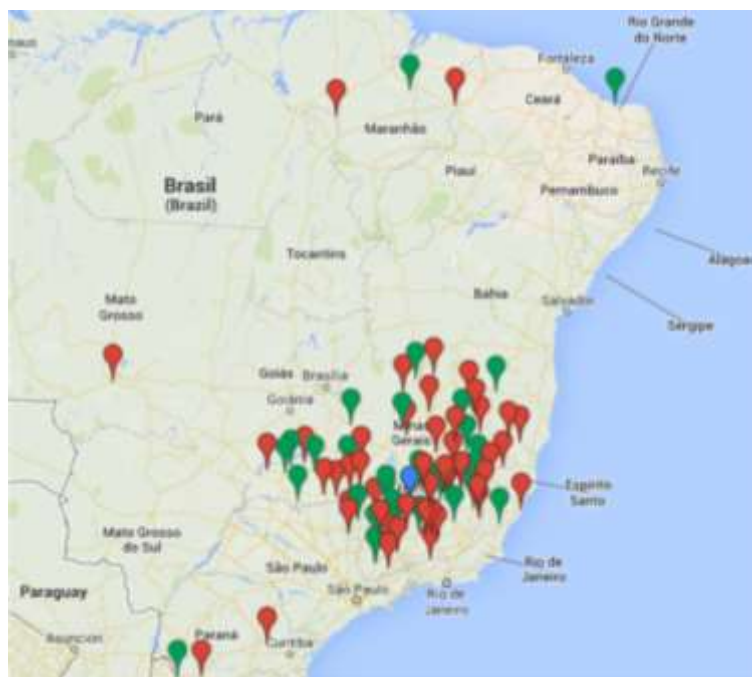 Rio Grande
do Norte
Fortaleza
Ceará
Pará
Maranhão
Paraíba
Recife
Piauí
Pernambuco
Brasil
(Brazil)
Tocantins
Alagoas
Mato
Grosso
Bahia
Salvador
Sergipe
Goiás
Brasília
Goiânia
Minas
Gerais
Espírito
Santo
Mato Grosso
do Sul
São Paulo
Rio de
Janeiro
São Paulo
Rio de
Janeiro
Paraguay
Asunción
Paraná
Curitiba